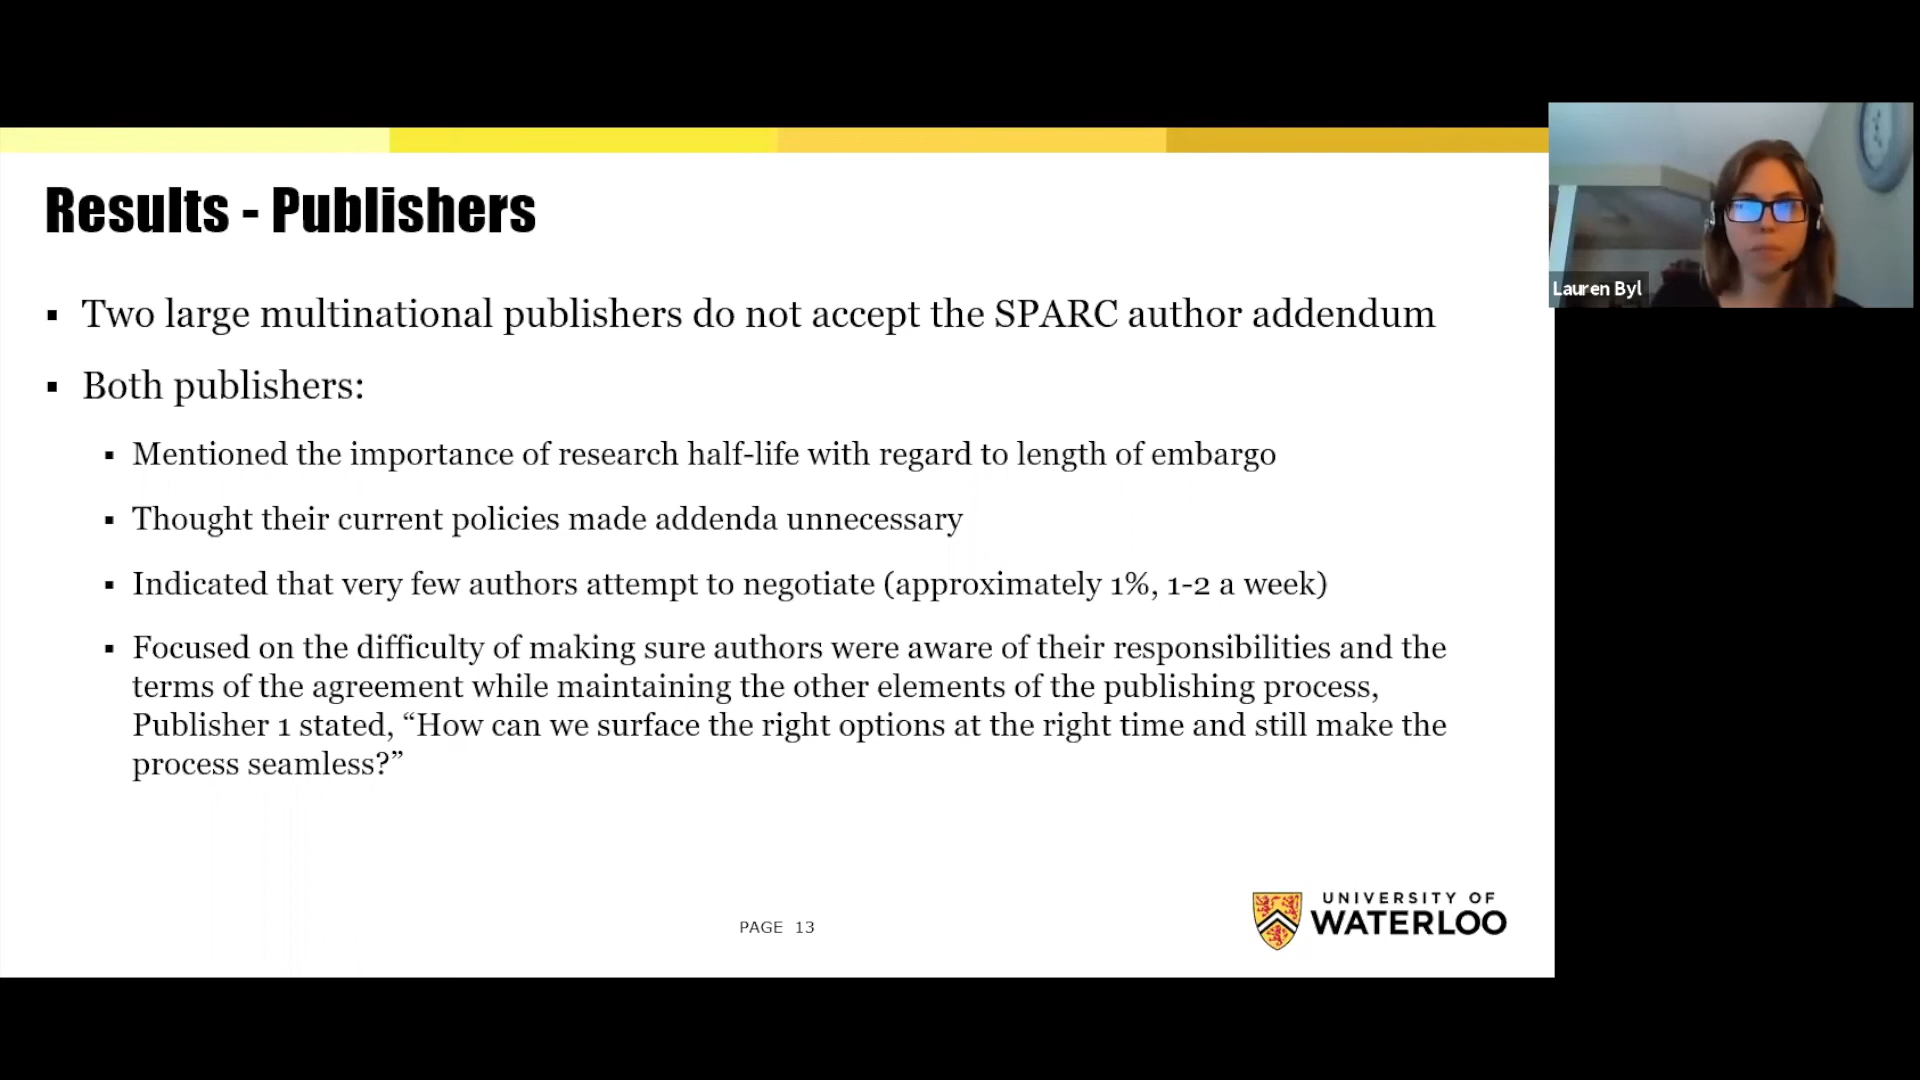 Results - Publishers
▪ Two large multinational publishers do not accept the SPARC author addendum
▪ Both publishers:
▪ Mentioned the importance of research half-life with regard to length of embargo
▪ Thought their current policies made addenda unnecessary
▪ Indicated that very few authors attempt to negotiate (approximately 1%, 1-2 a week)
▪ Focused on the difficulty of making sure authors were aware of their responsibilities and the
terms of the agreement while maintaining the other elements of the publishing process,
Publisher 1 stated, “How can we surface the right options at the right time and still make the
process seamless?”
PAGE 13
UNIVERSITY OF
WATERLOO
Lauren Byl